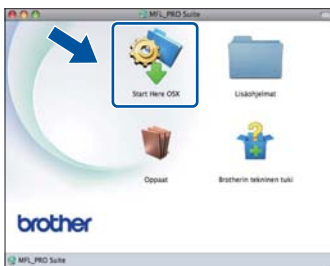 MFL_PRO Suite
Start Here OSX
Lisäohjelmat
Oppaat
Brotherin tekninen tuki
brother
MFL_PRO Suite